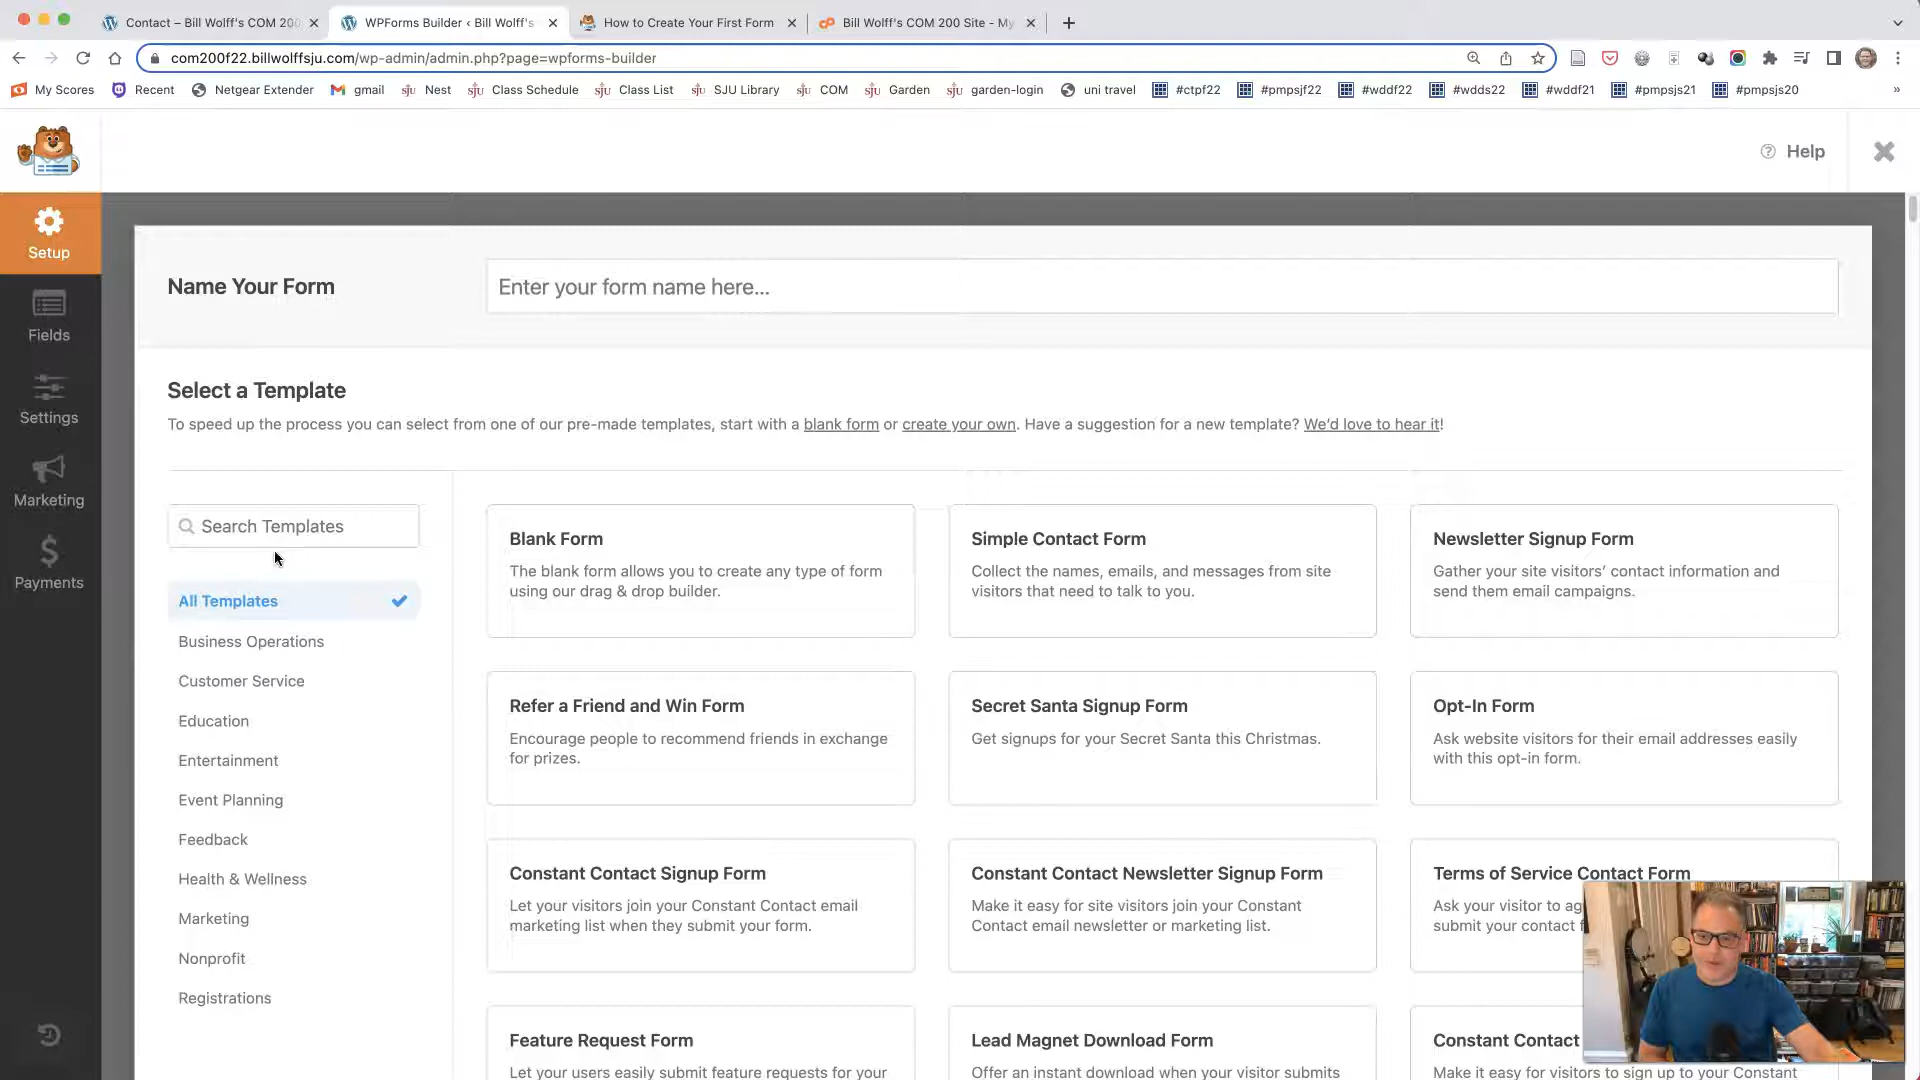 Contact – Bill Wolff's COM 200
WPForms Builder ‹ Bill Wolff's
How to Create Your First Form
Bill Wolff's COM 200 Site - My
com200f22.billwolffsju.com/wp-admin/admin.php?page=wpforms-builder
My Scores
Recent
Netgear Extender
gmail
sju Nest
sju Class Schedule
sju Class List
sju SJU Library
sju COM
sju Garden
sju garden-login
uni travel
#ctpf22
#pmpsjf22
#wddf22
#wdds22
#wddf21
#pmpsjs21
#pmpsjs20
»
Help
Setup
Fields
Settings
Marketing
Payments
Name Your Form
Enter your form name here...
Select a Template
To speed up the process you can select from one of our pre-made templates, start with a blank form or create your own. Have a suggestion for a new template? We'd love to hear it!
Search Templates
All Templates
Business Operations
Customer Service
Education
Entertainment
Event Planning
Feedback
Health & Wellness
Marketing
Nonprofit
Registrations
Blank Form
The blank form allows you to create any type of form
using our drag & drop builder.
Simple Contact Form
Collect the names, emails, and messages from site
visitors that need to talk to you.
Newsletter Signup Form
Gather your site visitors' contact information and
send them email campaigns.
Refer a Friend and Win Form
Encourage people to recommend friends in exchange
for prizes.
Secret Santa Signup Form
Get signups for your Secret Santa this Christmas.
Opt-In Form
Ask website visitors for their email addresses easily
with this opt-in form.
Constant Contact Signup Form
Let your visitors join your Constant Contact email
marketing list when they submit your form.
Constant Contact Newsletter Signup Form
Make it easy for site visitors join your Constant
Contact email newsletter or marketing list.
Terms of Service Contact Form
Ask your visitor to
submit your contact
Feature Request Form
Let your users easily submit feature requests for your
Lead Magnet Download Form
Offer an instant download when your visitor submits
Constant Contact
Make it easy for visitors to sign up to your Constant